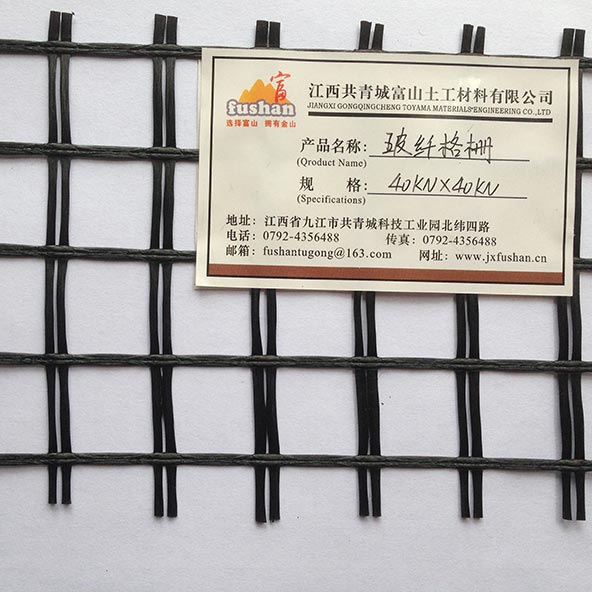 富
fushan
选择富山 拥有金山
江西共青城富山土工材料有限公司
JIANGXI GONGQINGCHENG TOYAMA MATERIALS ENGINEERING CO.,LTD
产品名称: 玻纤格栅
(Qroduct Name)
规 格: 40KN×40KN
(Specifications)
地址: 江西省九江市共青城科技工业园北纬四路
电话: 0792-4356488 传真: 0792-4356488
邮箱: fushantugong@163.com 网址: www.jxfushan.cn